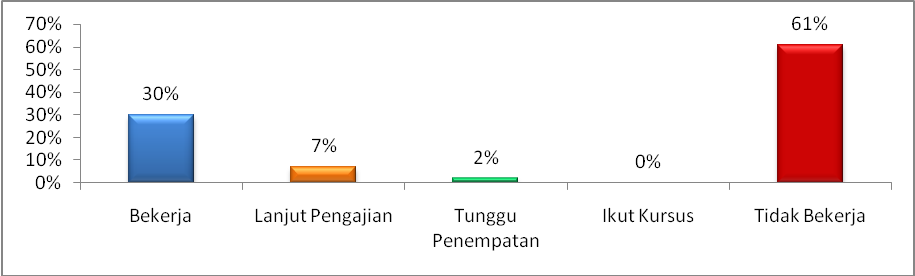 70%
60%
50%
40%
30%
20%
10%
0%
30%
7%
2%
0%
61%
Bekerja
Lanjut Pengajian
Tunggu
Penempatan
Ikut Kursus
Tidak Bekerja